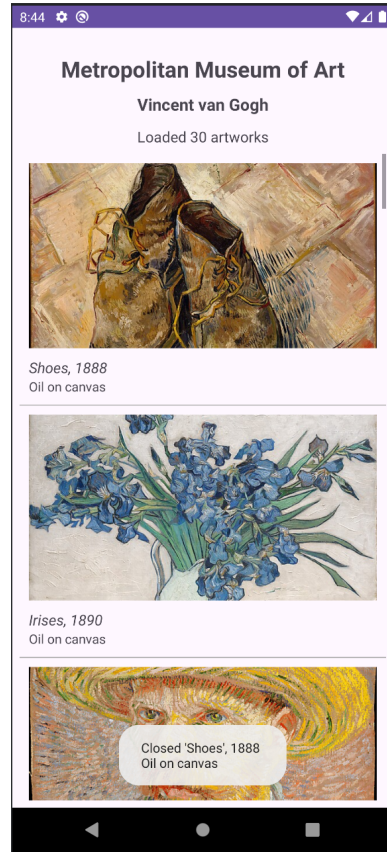 8:44
Metropolitan Museum of Art
Vincent van Gogh
Loaded 30 artworks
Shoes, 1888
Oil on canvas
Irises, 1890
Oil on canvas
Closed 'Shoes', 1888
Oil on canvas